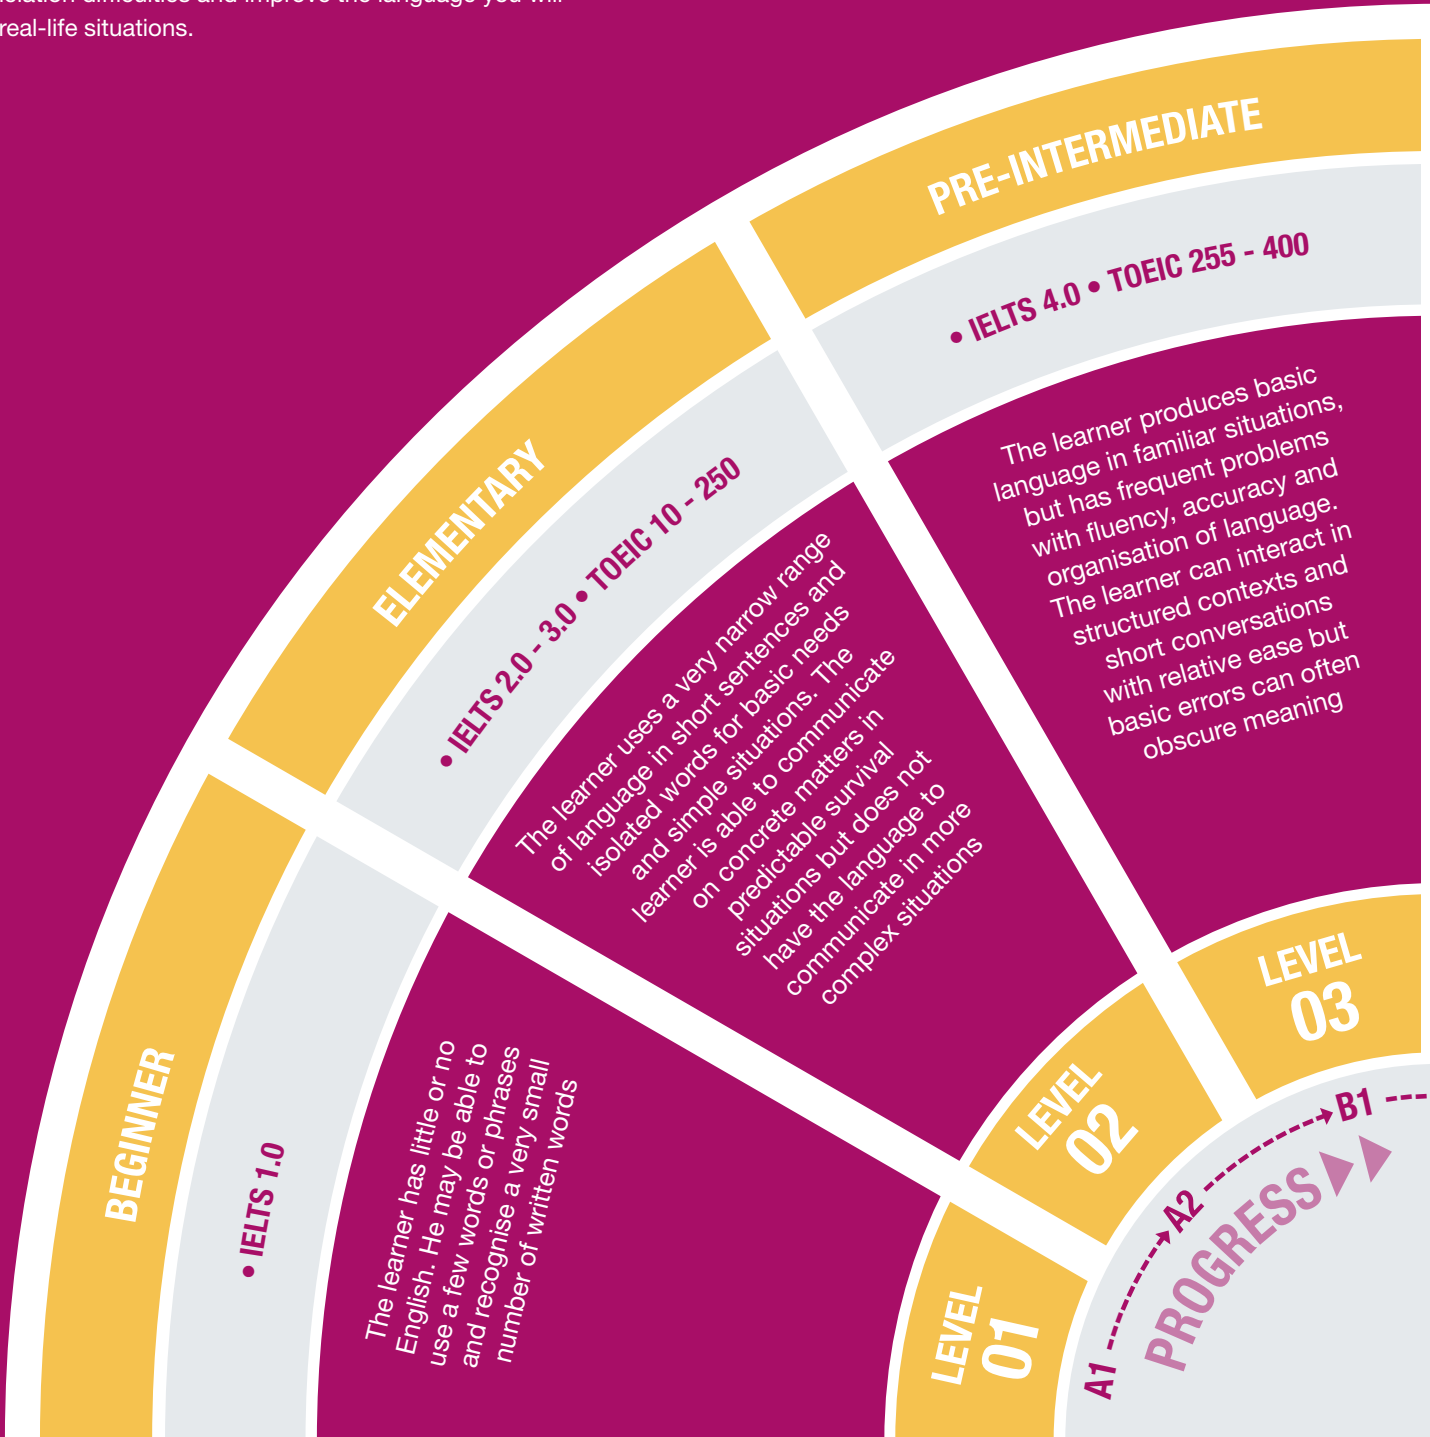 difficulties and improve the language you will
real-life situations.
BEGINNER
• IELTS 1.0
The learner has little or no
English. He may be able to
use a few words or phrases
and recognise a very small
number of written words
LEVEL
01
ELEMENTARY
• IELTS 2.0 - 3.0 • TOEIC 10 - 250
The learner uses a very narrow range
of language in short sentences and
isolated words for basic needs
and simple situations. The
learner is able to communicate
on concrete matters in
predictable survival
situations but does not
have the language to
communicate in more
complex situations
LEVEL
02
PRE-INTERMEDIATE
• IELTS 4.0 • TOEIC 255 - 400
The learner produces basic
language in familiar situations,
but has frequent problems
with fluency, accuracy and
organisation of language.
The learner can interact in
structured contexts and
short conversations
with relative ease but
basic errors can often
obscure meaning
LEVEL
03
A1
A2
B1
PROGRESS